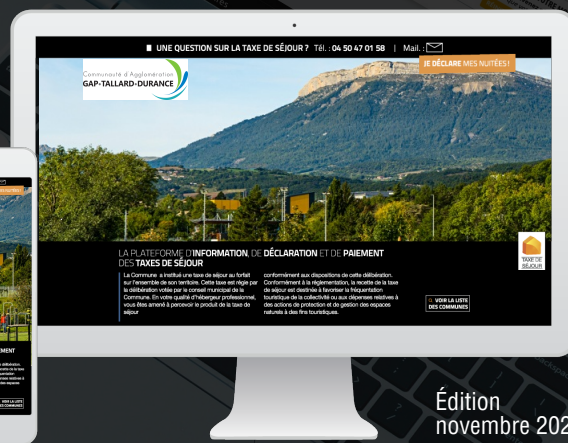 UNE QUESTION SUR LA TAXE DE SÉJOUR ? Tél. : 04 50 47 01 58 | Mail. :
JE DÉCLARE MES NUITÉES !
Communauté d'Agglomération
GAP-TALLARD-DURANCE
LA PLATEFORME D'INFORMATION, DE DÉCLARATION ET DE PAIEMENT
DES TAXES DE SÉJOUR
La Commune a institué une taxe de séjour au forfait
sur l'ensemble de son territoire. Cette taxe est régie par
la délibération votée par le conseil municipal de la
Commune. En votre qualité d'hébergeur professionnel,
vous êtes amené à percevoir le produit de la taxe de
séjour
conformément aux dispositions de cette délibération.
Conformément à la réglementation, la recette de la taxe
de séjour est destinée à favoriser la fréquentation
touristique de la collectivité ou aux dépenses relatives à
des actions de protection et de gestion des espaces
naturels à des fins touristiques.
TAXE DE
SÉJOUR
VOIR LA LISTE
DES COMMUNES
Édition
novembre 202